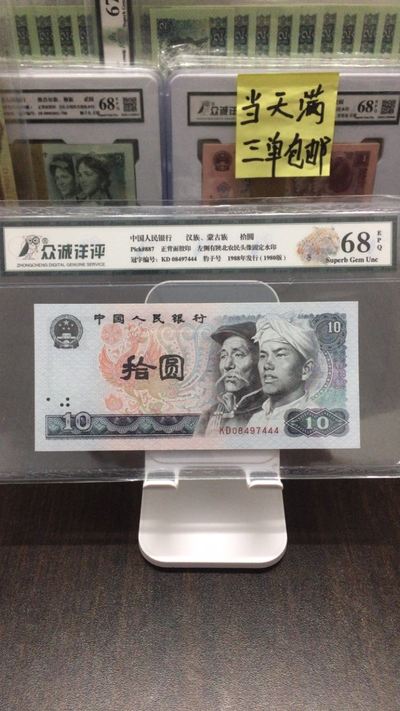 68 EPQ
68 EPQ
当天满
三单包邮
众诚评评
ZHONGCHENG DIGITAL GENUINE SERVICE
中国人民银行 汉族、蒙古族 拾圆
Pick#887 正背面胶印 左侧有陕北农民头像固定水印
冠字编号: KD 08497444 豹子号 1988年发行(1980版)
68 EPQ
Superb Gem Unc
中国人民银行
10
拾圆
10
10
KD08497444